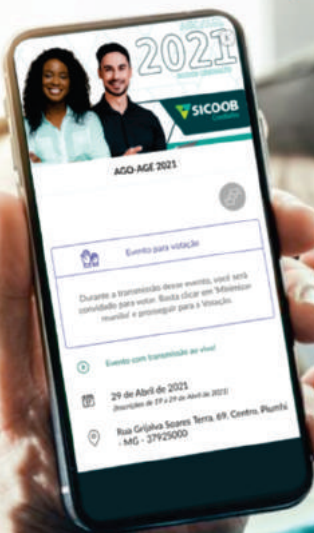 2021
SICOOB
AGO-AGE 2021
Evento para votação
Durante a transmissão desse evento, você será
convidado para votar. Basta clicar em 'Minimizar
reunião' e prosseguir para a Votação.
Evento com transmissão ao vivo!
29 de Abril de 2021
(Inscrições de 19 a 29 de Abril de 2021)
Rua Grijalva Soares Terra, 69, Centro, Piumhi
- MG - 37925000